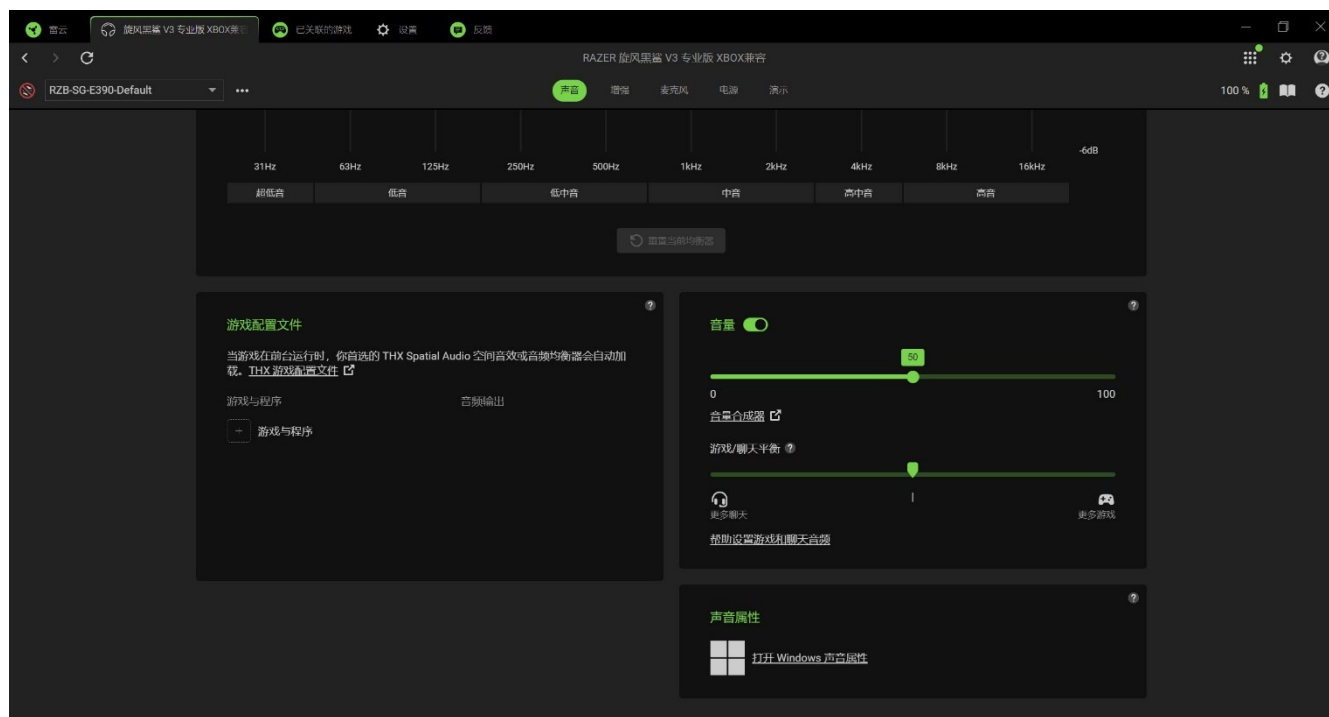 雷云
旋风黑鲨 V3 专业版 XBOX兼容
已关联的游戏
设置
反馈
RAZER 旋风黑鲨 V3 专业版 XBOX兼容
RZB-SG-E390-Default
声音
增强
麦克风
电源
演示
100 %
-6dB
31Hz 63Hz 125Hz 250Hz 500Hz 1kHz 2kHz 4kHz 8kHz 16kHz
超低音 低音 低中音 中音 高中音 高音
重置当前均衡器
游戏配置文件
当游戏在前台运行时，你首选的 THX Spatial Audio 空间音效或音频均衡器会自动加
载。THX 游戏配置文件
游戏与程序 音频输出
+ 游戏与程序
音量
50
0 100
音量合成器
游戏/聊天平衡
更多聊天 更多游戏
帮助设置游戏和聊天音频
声音属性
打开 Windows 声音属性